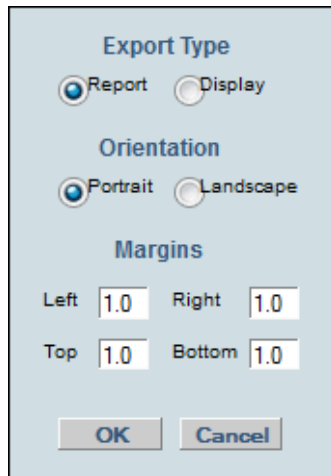 Export Type
Report Display
Orientation
Portrait Landscape
Margins
Left 1.0 Right 1.0
Top 1.0 Bottom 1.0
OK Cancel